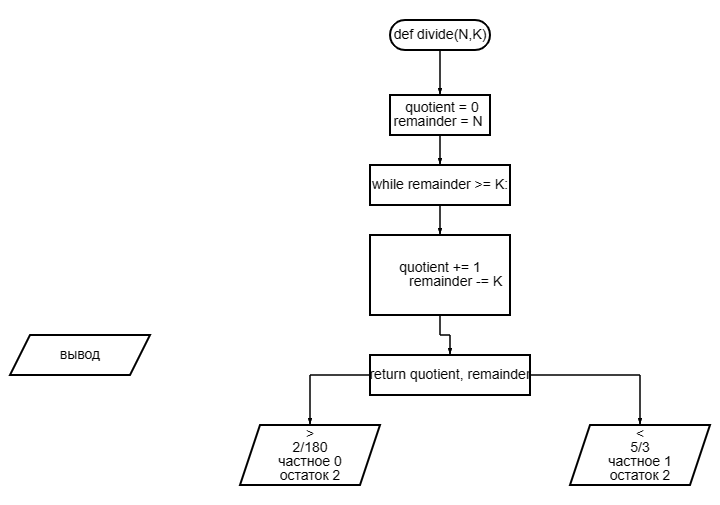 def divide(N,K)
quotient = 0
remainder = N
while remainder >= K:
quotient += 1
remainder -= K
вывод
return quotient, remainder
>
2/180
частное 0
остаток 2
<
5/3
частное 1
остаток 2